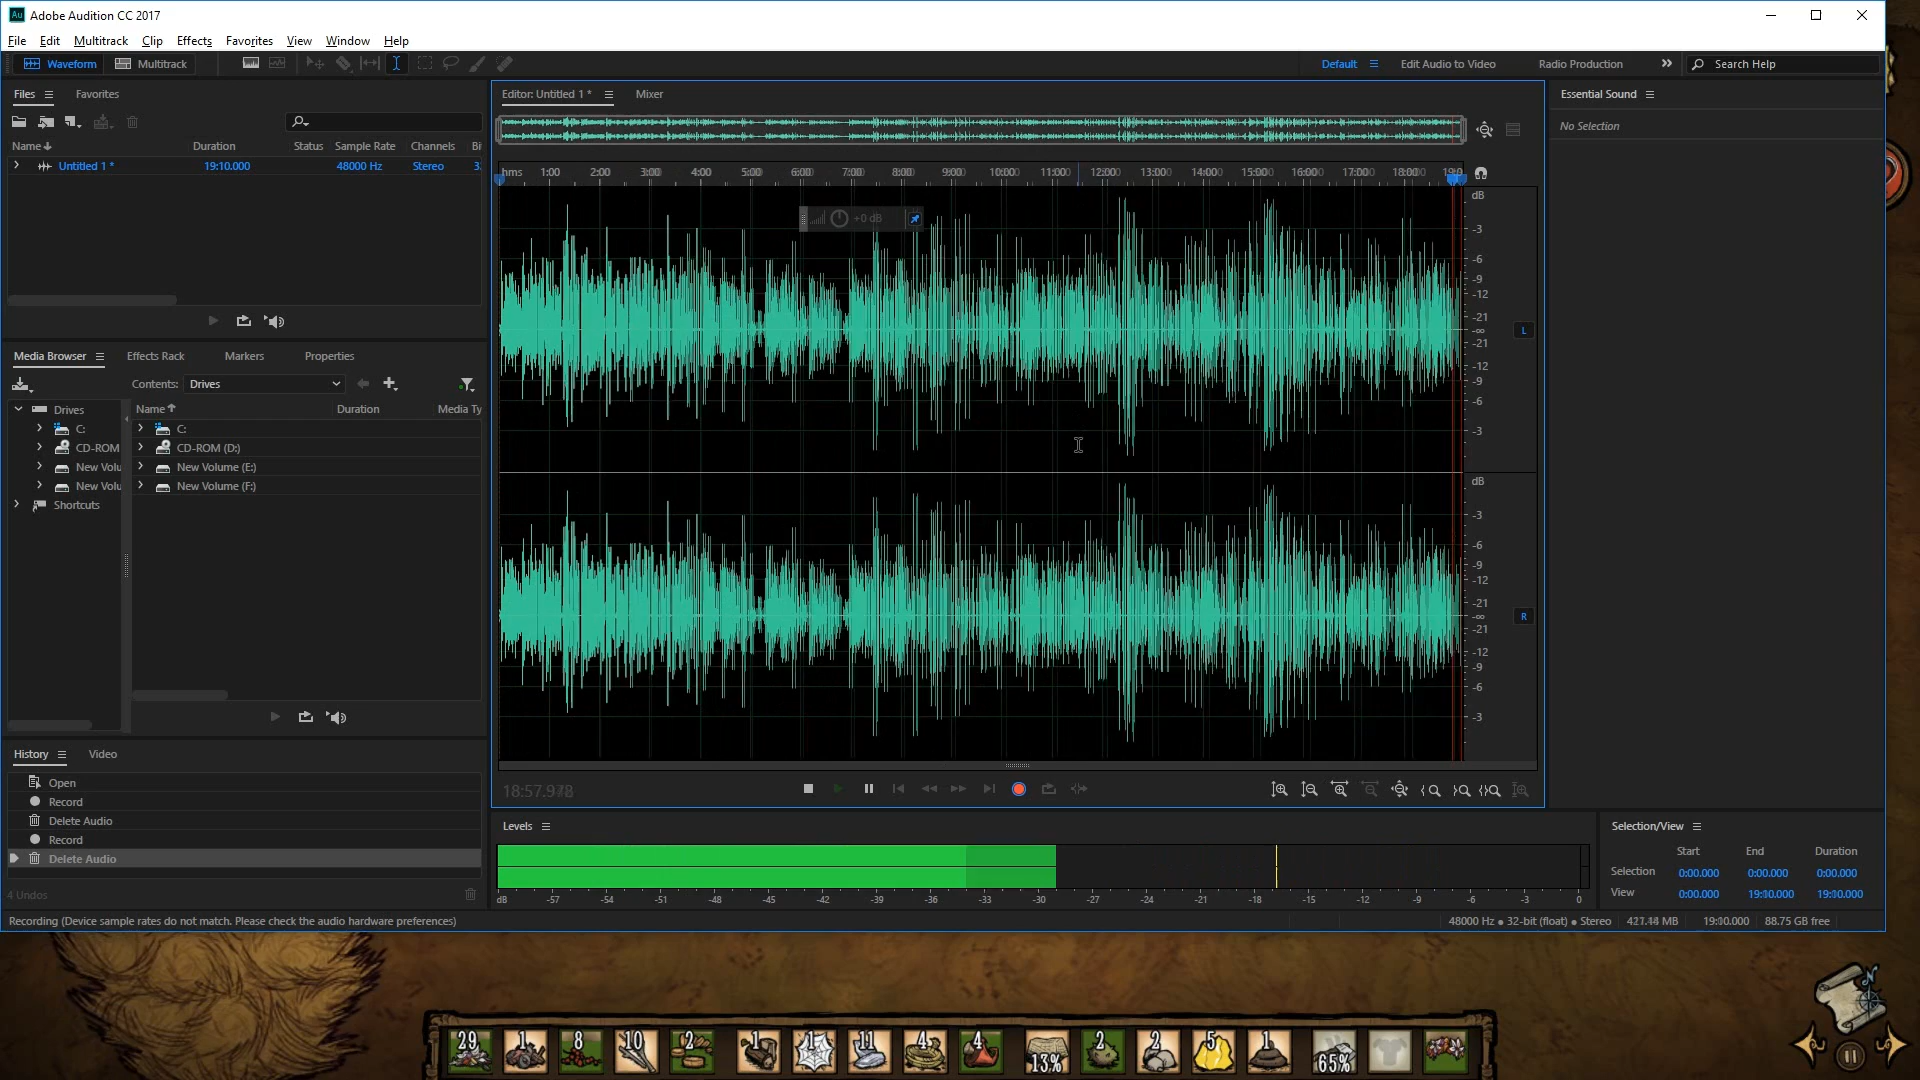 Adobe Audition CC 2017
File Edit Multitrack Clip Effects Favorites View Window Help
Waveform Multitrack Default Edit Audio to Video Radio Production Search Help
Files Favorites
Name Duration Status Sample Rate Channels Bi
Untitled 1 * 19:10.000 48000 Hz Stereo 3
Media Browser Effects Rack Markers Properties
Contents: Drives
Drives
C:
CD-ROM
New Volu
New Volu
Shortcuts
Name Duration Media Ty
C:
CD-ROM (D:)
New Volume (E:)
New Volume (F:)
History Video
Open
Record
Delete Audio
Record
Delete Audio
4 Undos
Editor: Untitled 1 * Mixer
hms 1:00 2:00 3:00 4:00 5:00 6:00 7:00 8:00 9:00 10:00 11:00 12:00 13:00 14:00 15:00 16:00 17:00 18:00
+0 dB
dB
-3
-6
-9
-12
-21
-∞
-21
-12
-9
-6
-3
L
dB
-3
-6
-9
-12
-21
-∞
-21
-12
-9
-6
-3
R
Levels
dB -57 -54 -51 -48 -45 -42 -39 -36 -33 -30 -27 -24 -21 -18 -15 -12 -9 -6 -3 0
Essential Sound
No Selection
Selection/View
Start End Duration
Selection 0:00.000 0:00.000 0:00.000
View 0:00.000 19:10.000 19:10.000
Recording (Device sample rates do not match. Please check the audio hardware preferences)
48000 Hz • 32-bit (float) • Stereo MB 19:10.000 88.75 GB free
29 1 8 10 2 1 1 11 4 4 13% 2 2 5 1 65%